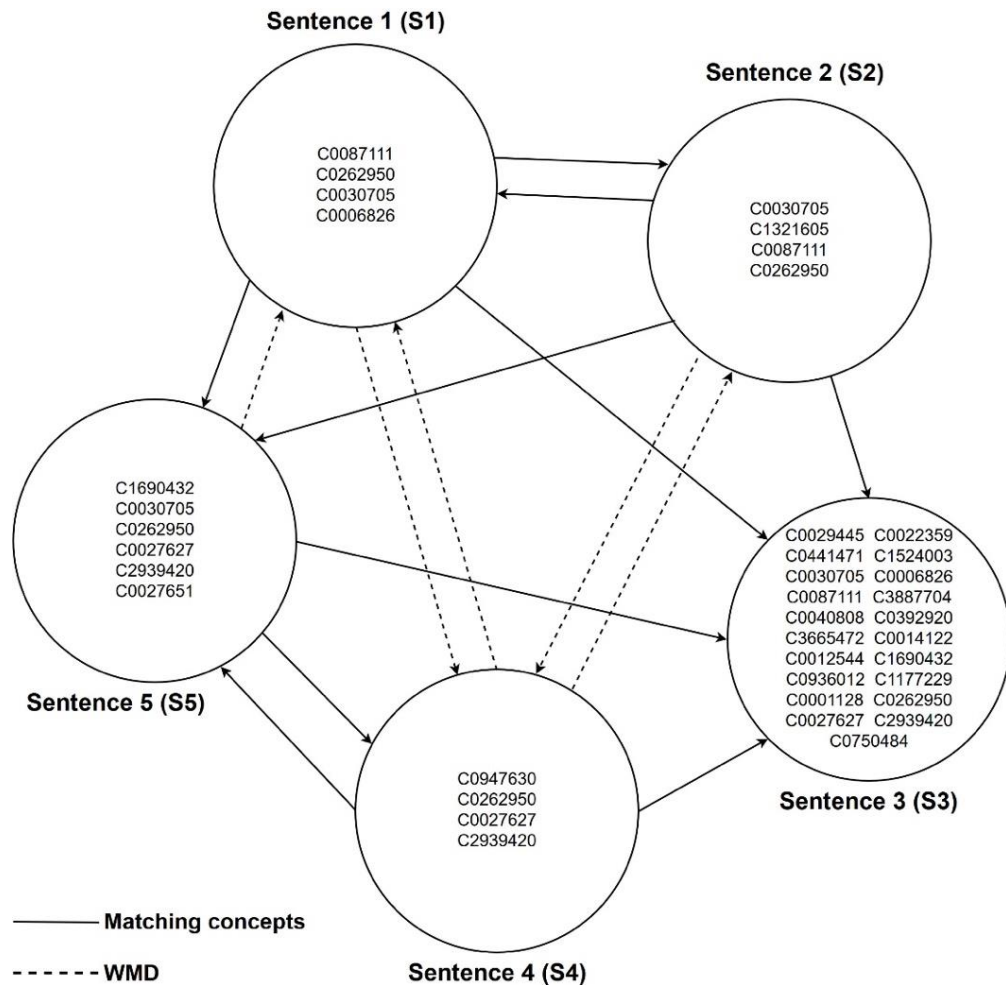 Sentence 1 (S1)
Sentence 2 (S2)
C0087111
C0262950
C0030705
C0006826
C0030705
C1321605
C0087111
C0262950
C1690432
C0030705
C0262950
C0027627
C2939420
C0027651
Sentence 5 (S5)
C0029445 C0022359
C0441471 C1524003
C0030705 C0006826
C0087111 C3887704
C0040808 C0392920
C3665472 C0014122
C0012544 C1690432
C0936012 C1177229
C0001128 C0262950
C0027627 C2939420
C0750484
Sentence 3 (S3)
C0947630
C0262950
C0027627
C2939420
Sentence 4 (S4)
Matching concepts
WMD